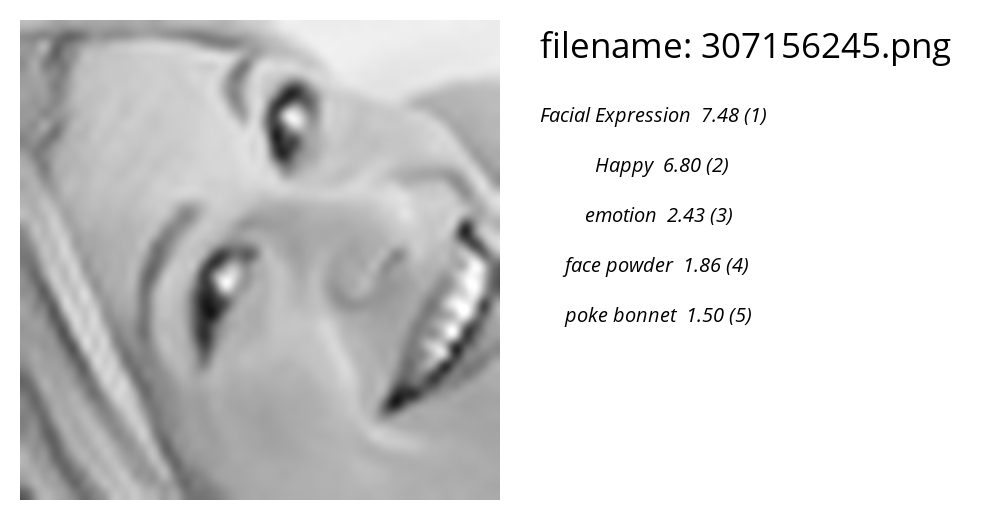 filename: 307156245.png
Facial Expression 7.48 (1)
Happy 6.80 (2)
emotion 2.43 (3)
face powder 1.86 (4)
poke bonnet 1.50 (5)